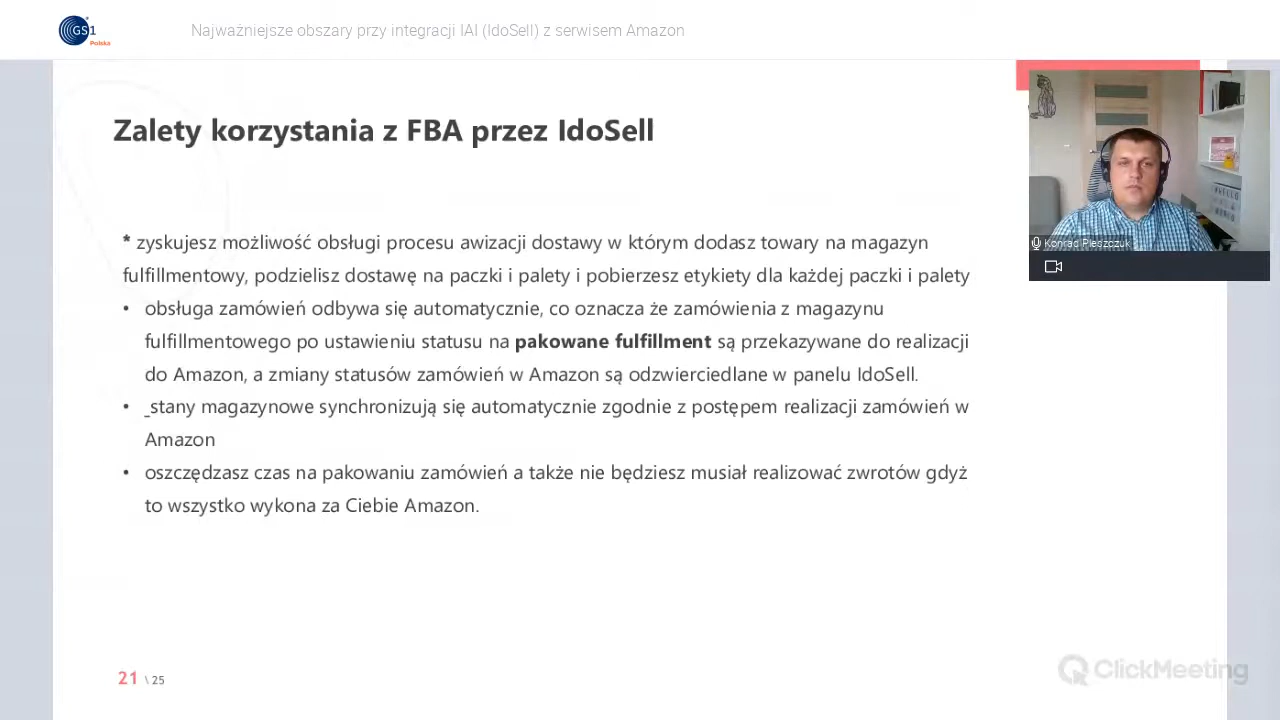 GS1
Polska
Najważniejsze obszary przy integracji IAI (IdoSell) z serwisem Amazon
Zalety korzystania z FBA przez IdoSell
* zyskujesz możliwość obsługi procesu awizacji dostawy w którym dodasz towary na magazyn
fulfillmentowy, podzielisz dostawę na paczki i palety i pobierzesz etykiety dla każdej paczki i palety
• obsługa zamówień odbywa się automatycznie, co oznacza że zamówienia z magazynu
fulfillmentowego po ustawieniu statusu na pakowane fulfillment są przekazywane do realizacji
do Amazon, a zmiany statusów zamówień w Amazon są odzwierciedlane w panelu IdoSell.
• _stany magazynowe synchronizują się automatycznie zgodnie z postępem realizacji zamówień w
Amazon
• oszczędzasz czas na pakowaniu zamówień a także nie będziesz musiał realizować zwrotów gdyż
to wszystko wykona za Ciebie Amazon.
Konrad Pleszczuk
21 \ 25
ClickMeeting